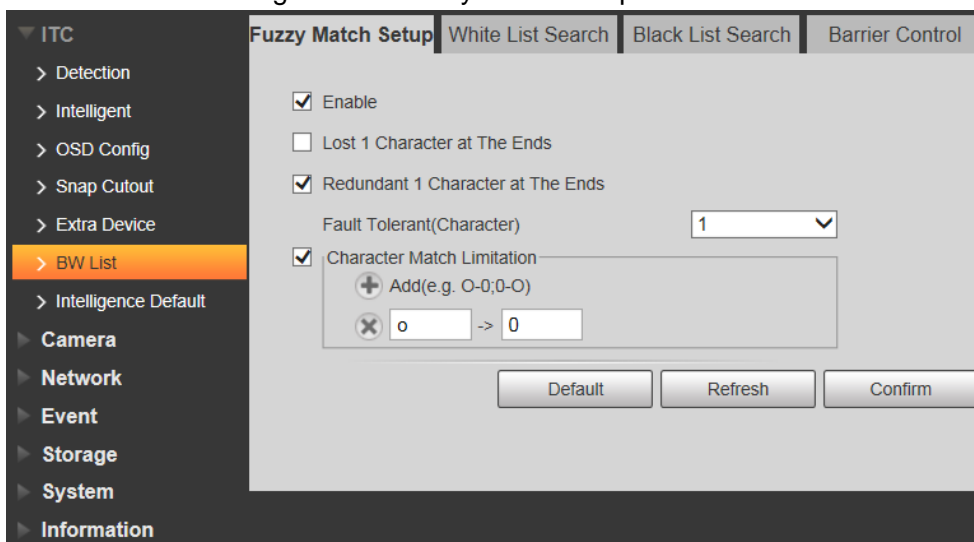 ITC
Detection
Intelligent
OSD Config
Snap Cutout
Extra Device
BW List
Intelligence Default
Camera
Network
Event
Storage
System
Information
Fuzzy Match Setup White List Search Black List Search Barrier Control
Enable
Lost 1 Character at The Ends
Redundant 1 Character at The Ends
Fault Tolerant(Character) 1
Character Match Limitation
Add(e.g. O-0;0-O)
o -> 0
Default Refresh Confirm